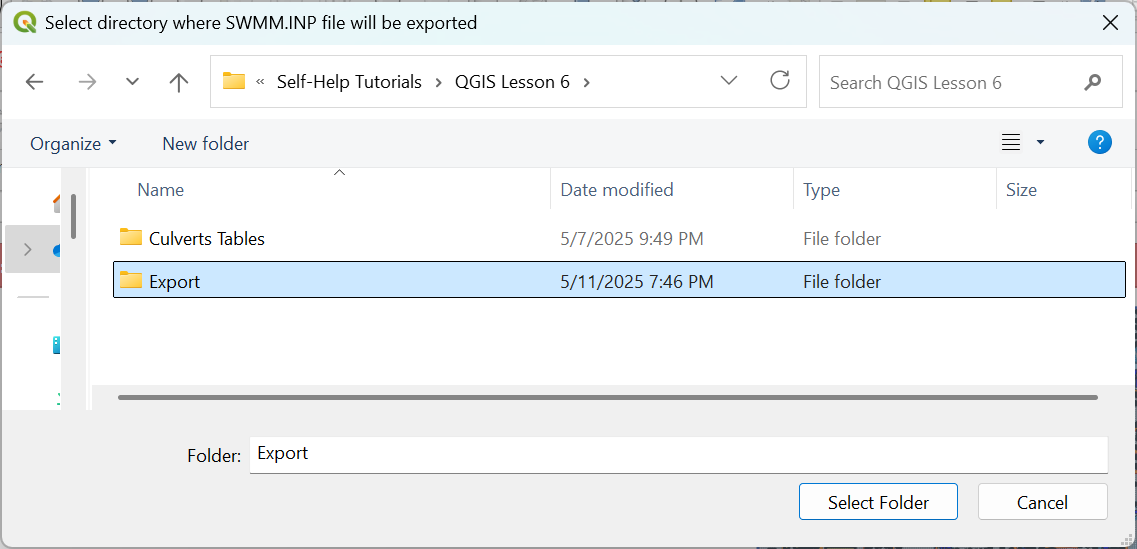 Select directory where SWMM.INP file will be exported
« Self-Help Tutorials > QGIS Lesson 6 >
Search QGIS Lesson 6
Organize New folder ?
Name Date modified Type Size
Culverts Tables 5/7/2025 9:49 PM File folder
Export 5/11/2025 7:46 PM File folder
Folder: Export
Select Folder Cancel